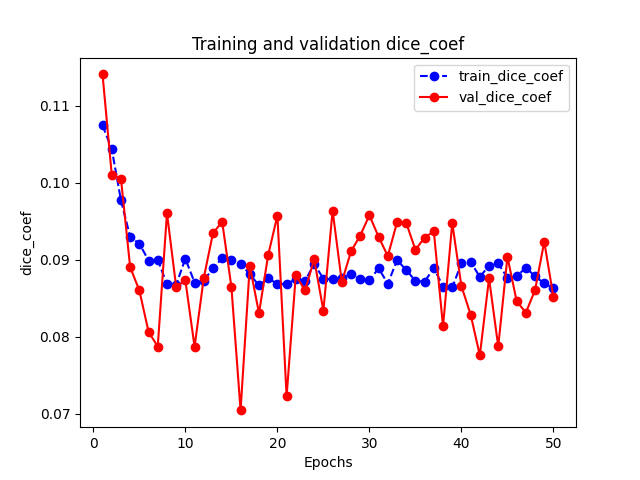 Training and validation dice_coef
train_dice_coef
val_dice_coef
dice_coef
0.11
0.10
0.09
0.08
0.07
0 10 20 30 40 50
Epochs